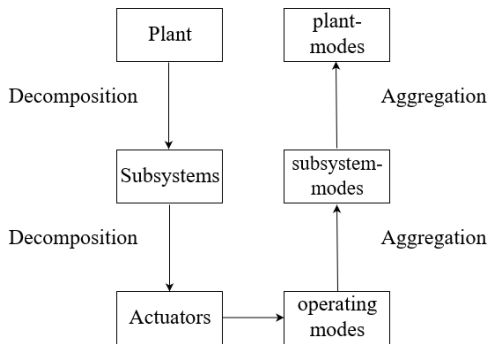 Plant
plant-
modes
Decomposition
Aggregation
Subsystems
subsystem-
modes
Decomposition
Aggregation
Actuators
operating
modes